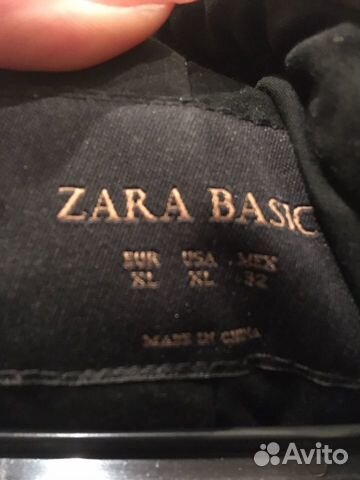 ZARA BASIC
EUR USA MEX
XL XL 32
MADE IN CHINA
Avito